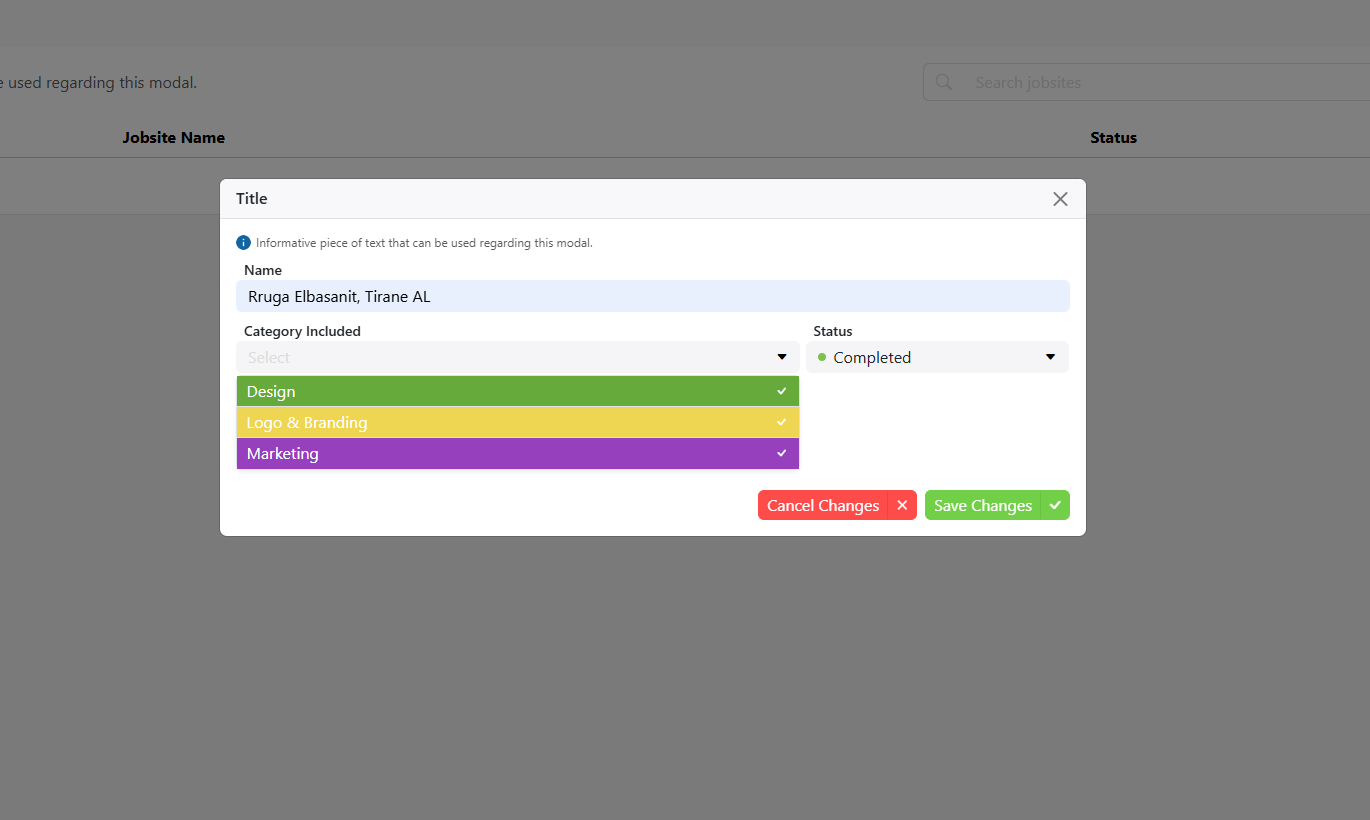 e used regarding this modal.
Search jobsites
Jobsite Name
Status
Title
Informative piece of text that can be used regarding this modal.
Name
Rruga Elbasanit, Tirane AL
Category Included
Status
Select
Completed
Design
Logo & Branding
Marketing
Cancel Changes
Save Changes